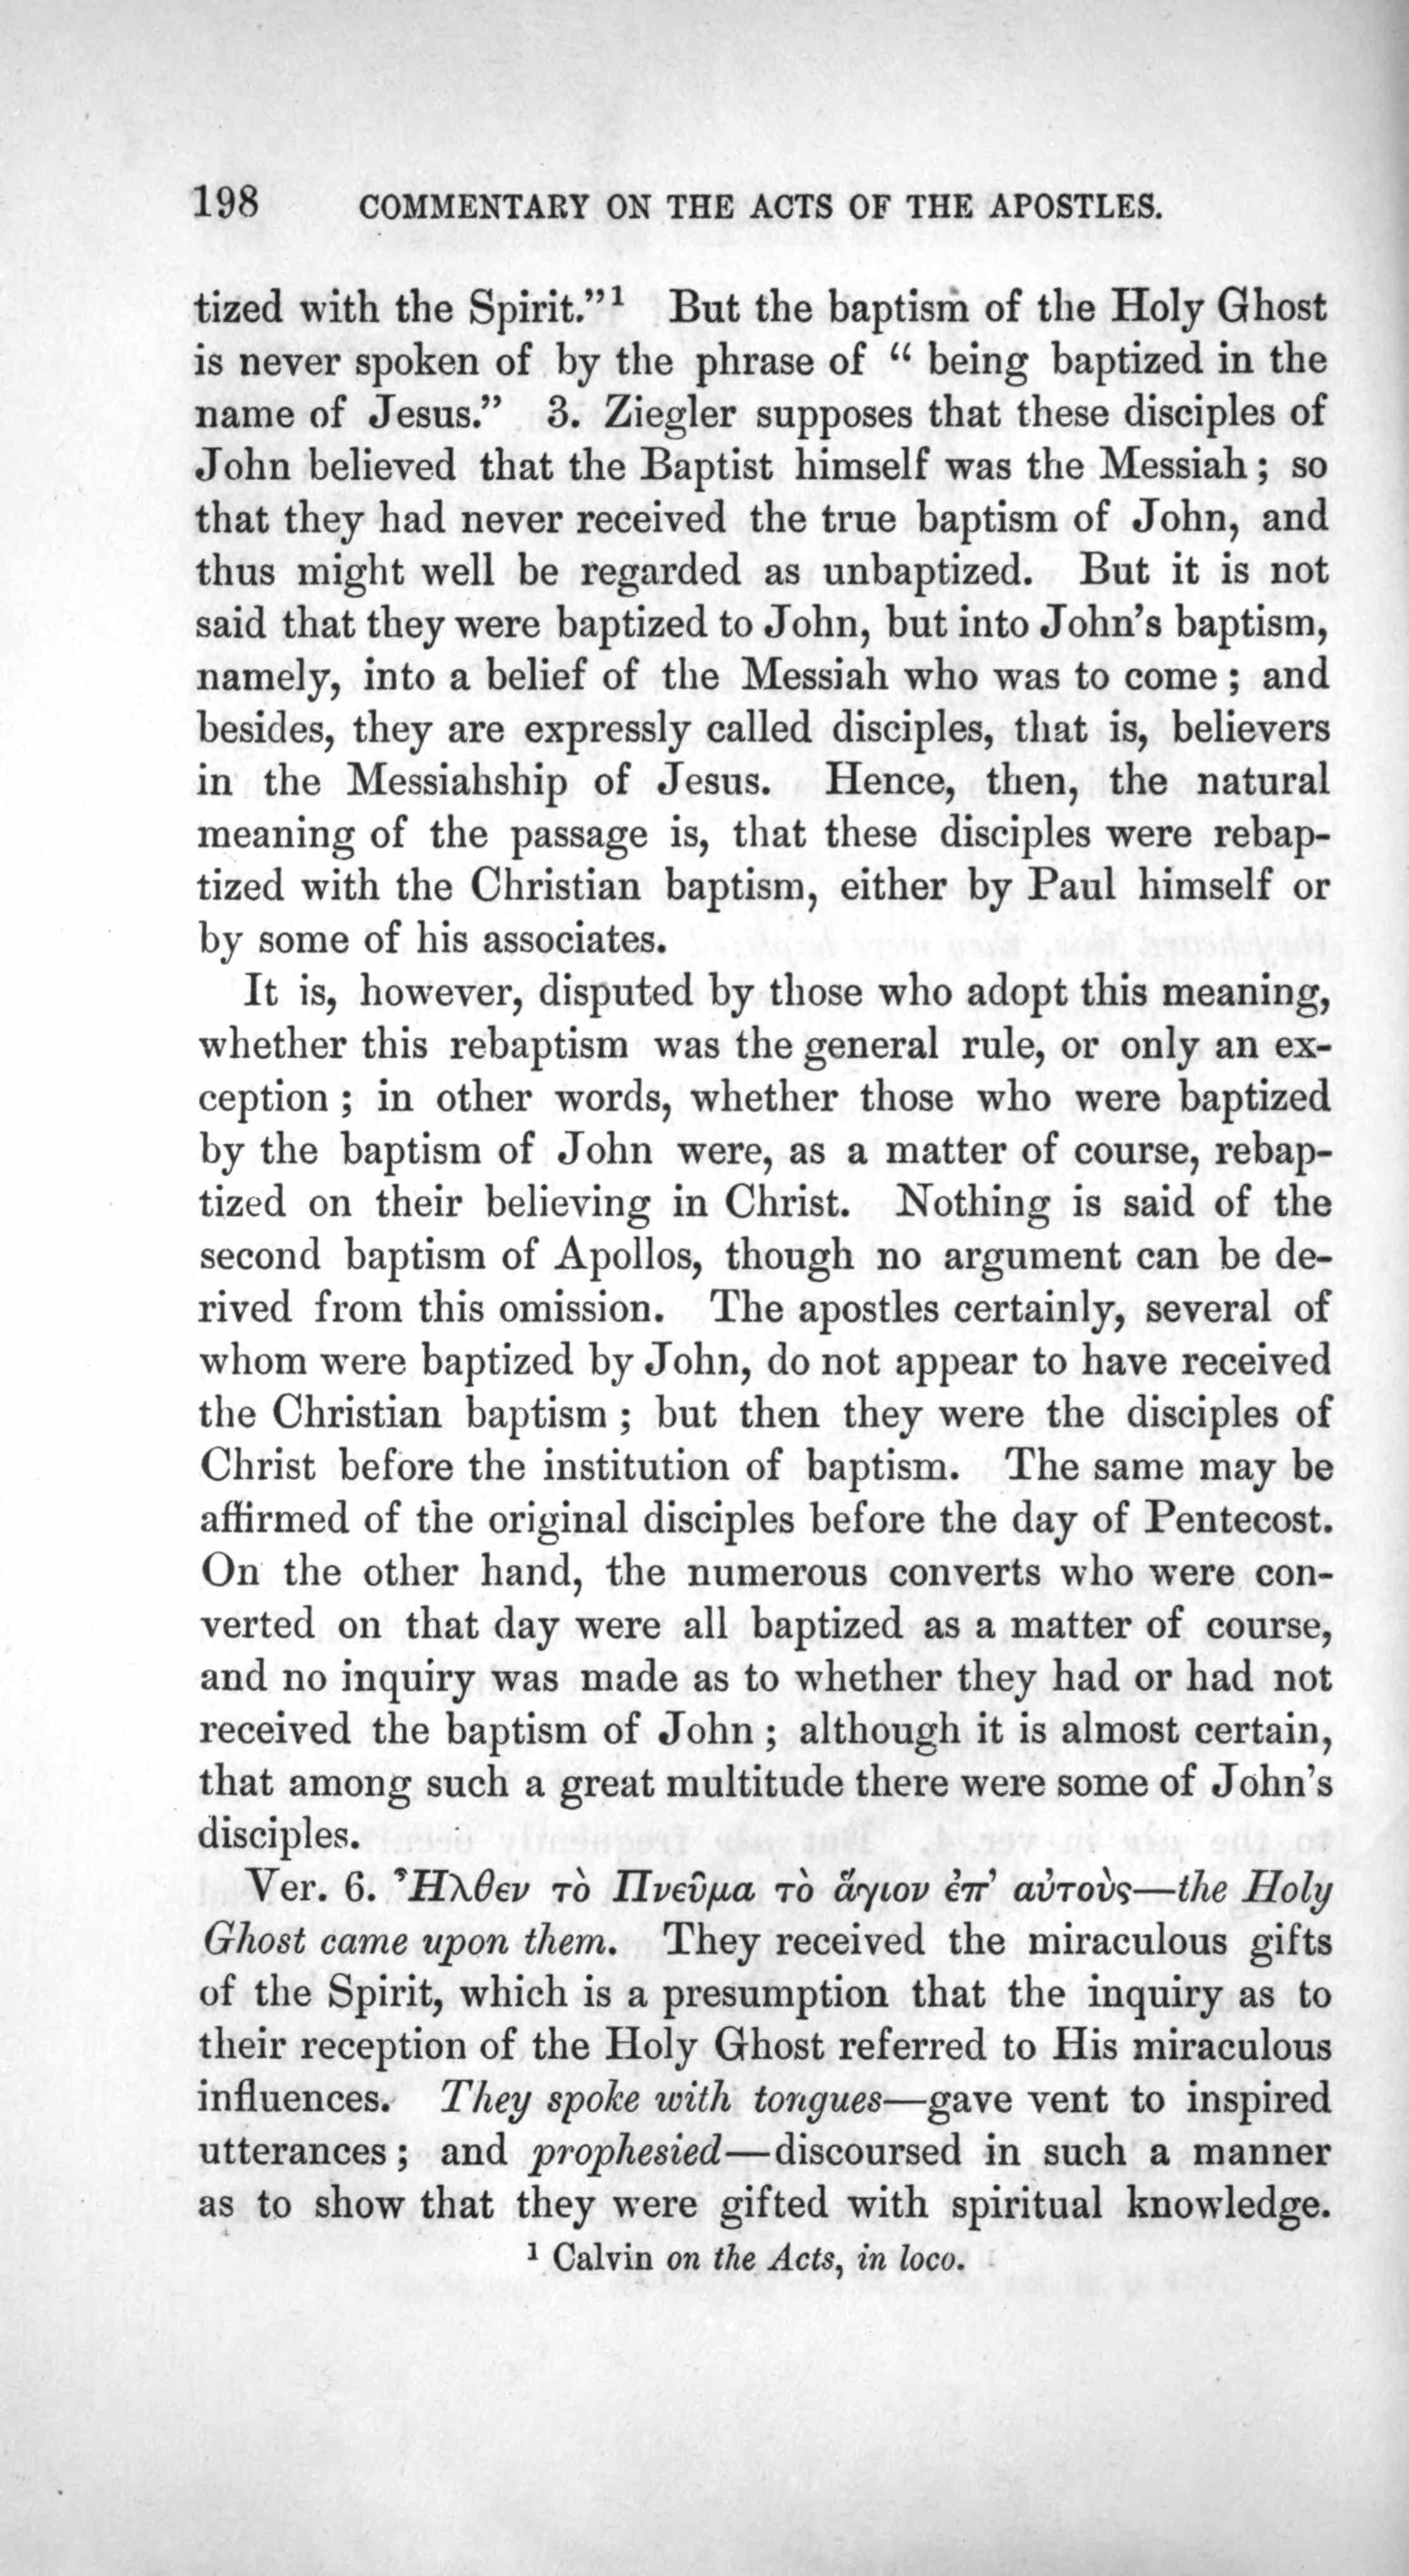 198 COMMENTARY ON THE ACTS OF THE APOSTLES.
tized with the Spirit."¹ But the baptism of the Holy Ghost
is never spoken of by the phrase of " being baptized in the
name of Jesus." 3. Ziegler supposes that these disciples of
John believed that the Baptist himself was the Messiah ; so
that they had never received the true baptism of John, and
thus might well be regarded as unbaptized. But it is not
said that they were baptized to John, but into John's baptism,
namely, into a belief of the Messiah who was to come ; and
besides, they are expressly called disciples, that is, believers
in the Messiahship of Jesus. Hence, then, the natural
meaning of the passage is, that these disciples were rebap-
tized with the Christian baptism, either by Paul himself or
by some of his associates.
It is, however, disputed by those who adopt this meaning,
whether this rebaptism was the general rule, or only an ex-
ception ; in other words, whether those who were baptized
by the baptism of John were, as a matter of course, rebap-
tized on their believing in Christ. Nothing is said of the
second baptism of Apollos, though no argument can be de-
rived from this omission. The apostles certainly, several of
whom were baptized by John, do not appear to have received
the Christian baptism ; but then they were the disciples of
Christ before the institution of baptism. The same may be
affirmed of the original disciples before the day of Pentecost.
On the other hand, the numerous converts who were con-
verted on that day were all baptized as a matter of course,
and no inquiry was made as to whether they had or had not
received the baptism of John ; although it is almost certain,
that among such a great multitude there were some of John's
disciples.
Ver. 6. Ἦλθεν τὸ Πνεῦμα τὸ ἅγιον ἐπ' αὐτοὺς—the Holy
Ghost came upon them. They received the miraculous gifts
of the Spirit, which is a presumption that the inquiry as to
their reception of the Holy Ghost referred to His miraculous
influences. They spoke with tongues—gave vent to inspired
utterances ; and prophesied—discoursed in such a manner
as to show that they were gifted with spiritual knowledge.
¹ Calvin on the Acts, in loco.